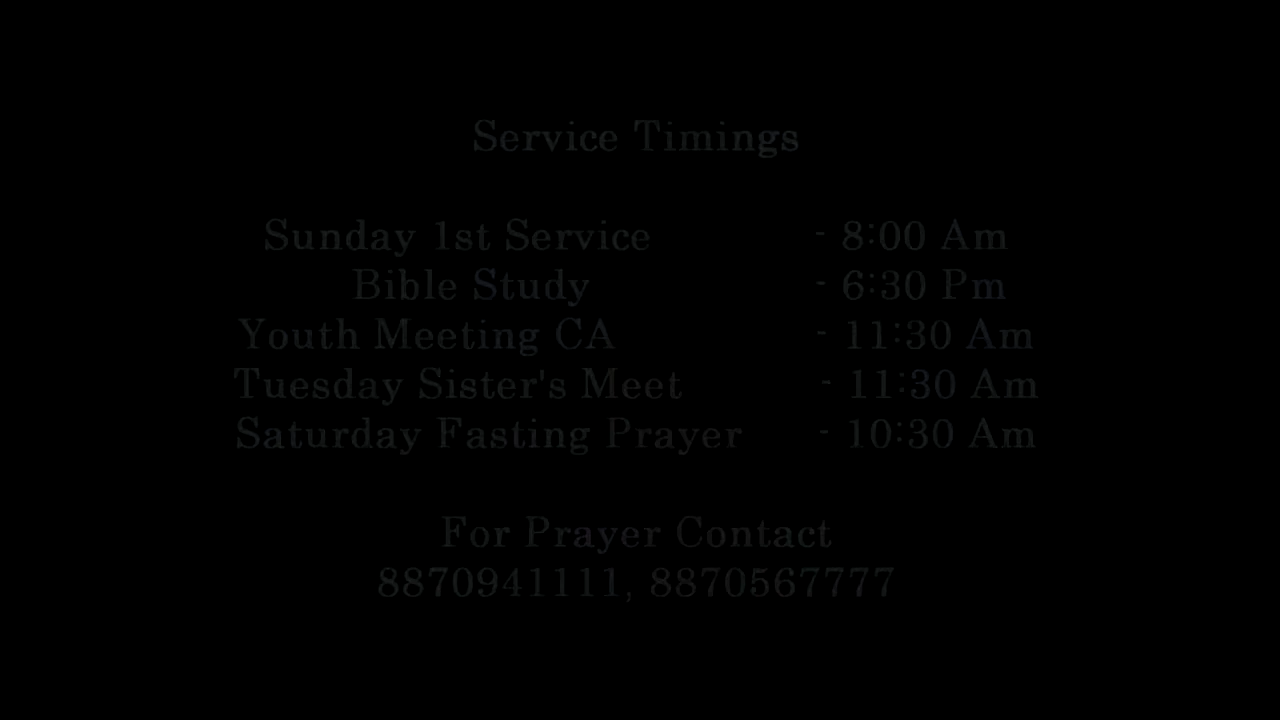 Service Timings
Sunday 1st Service - 8:00 Am
Bible Study - 6:30 Pm
Youth Meeting CA - 11:30 Am
Tuesday Sister's Meet - 11:30 Am
Saturday Fasting Prayer - 10:30 Am
For Prayer Contact
8870941111, 8870567777